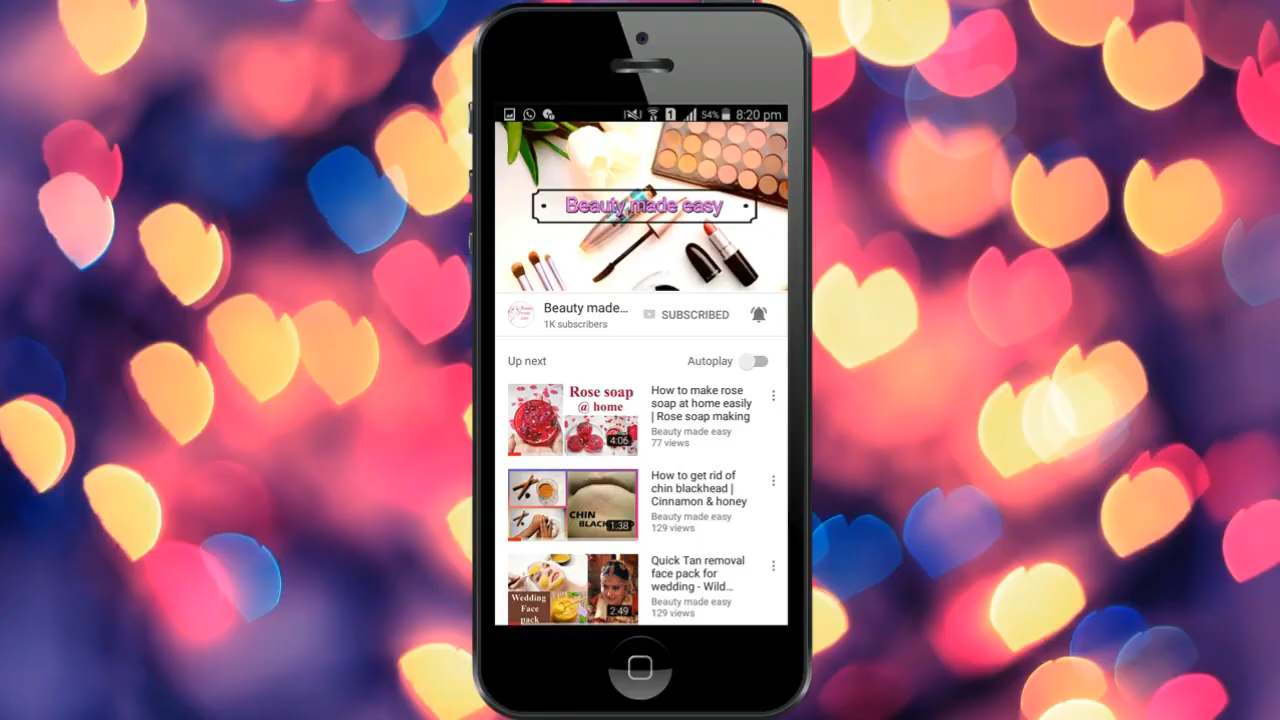 54% 8:20 pm
Beauty made easy
Beauty made...
SUBSCRIBED
1K subscribers
Up next
Autoplay
Rose soap
@ home
4:06
How to make rose
soap at home easily
| Rose soap making
Beauty made easy
77 views
CHIN
1:38
How to get rid of
chin blackhead |
Cinnamon & honey
Beauty made easy
129 views
Wedding
Face
pack
2:49
Quick Tan removal
face pack for
wedding - Wild...
Beauty made easy
129 views